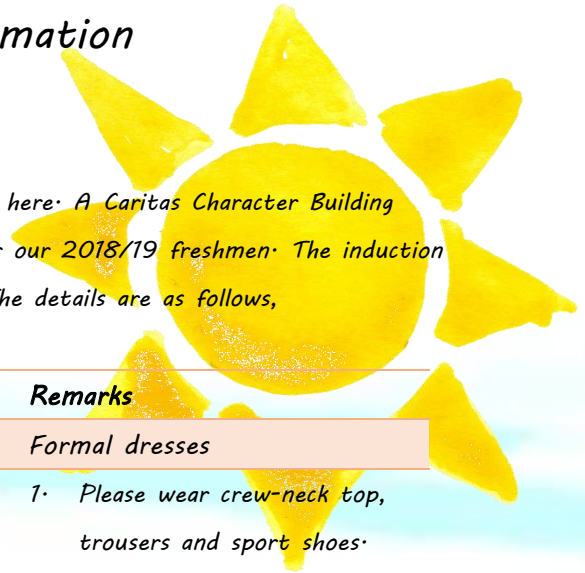 mation
here. A Caritas Character Building
r our 2018/19 freshmen. The induction
he details are as follows,
Remarks
Formal dresses
1. Please wear crew-neck top,
trousers and sport shoes.